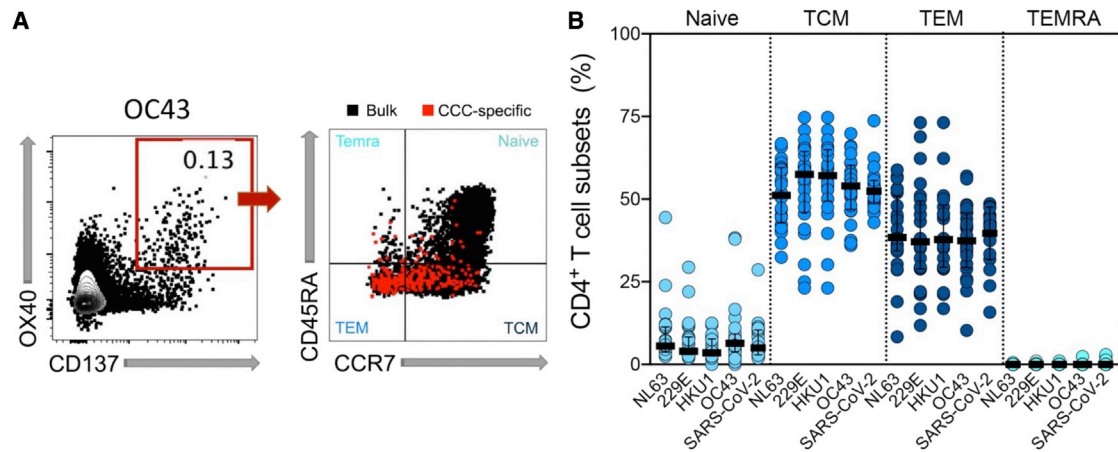 A
OC43
0.13
OX40
CD137
Bulk CCC-specific
Temra Naive
TEM TCM
CD45RA
CCR7
B
Naive TCM TEM TEMRA
CD4⁺ T cell subsets (%)
100
75
50
25
0
NL63 229E HKU1 OC43 SARS-CoV-2 NL63 229E HKU1 OC43 SARS-CoV-2 NL63 229E HKU1 OC43 SARS-CoV-2 NL63 229E HKU1 OC43 SARS-CoV-2